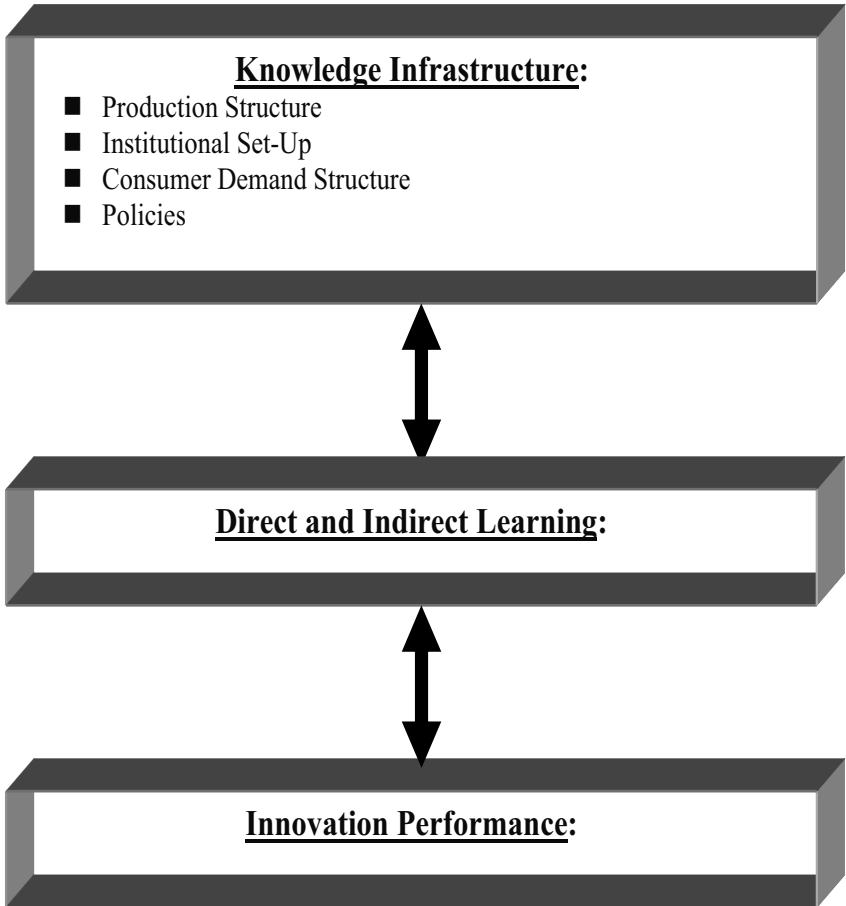 Knowledge Infrastructure:
■ Production Structure
■ Institutional Set-Up
■ Consumer Demand Structure
■ Policies
Direct and Indirect Learning:
Innovation Performance: